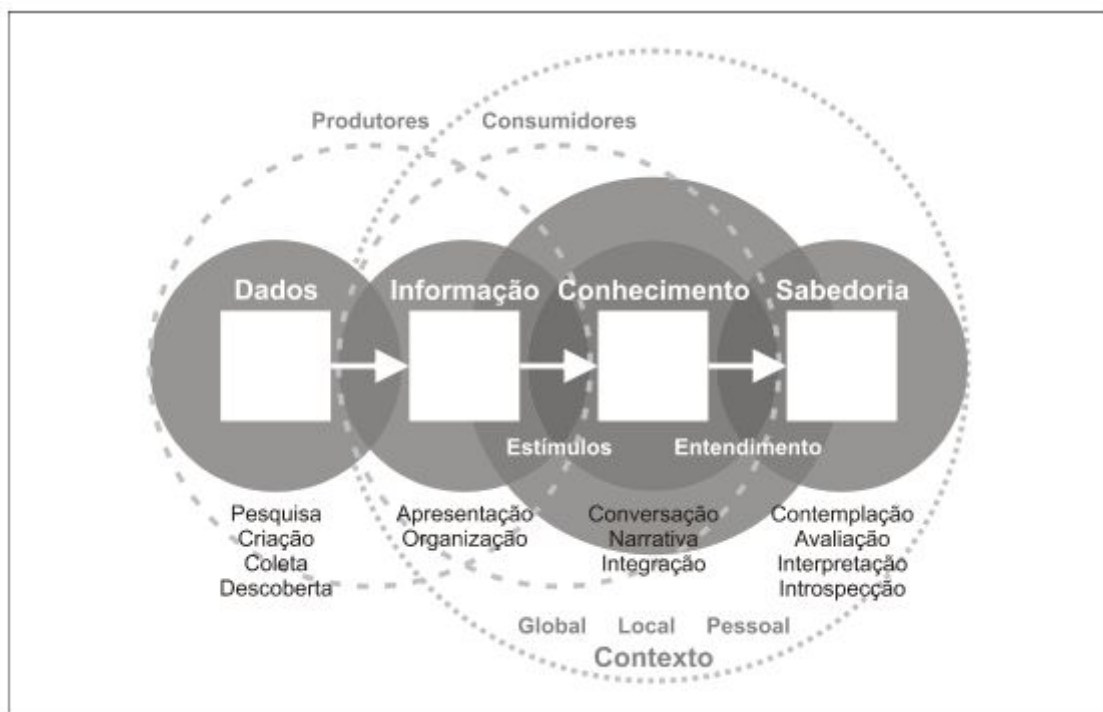 Produtores Consumidores
Dados Informação Conhecimento Sabedoria
Estímulos Entendimento
Pesquisa
Criação
Coleta
Descoberta
Apresentação
Organização
Conversação
Narrativa
Integração
Contemplação
Avaliação
Interpretação
Introspecção
Global Local Pessoal
Contexto